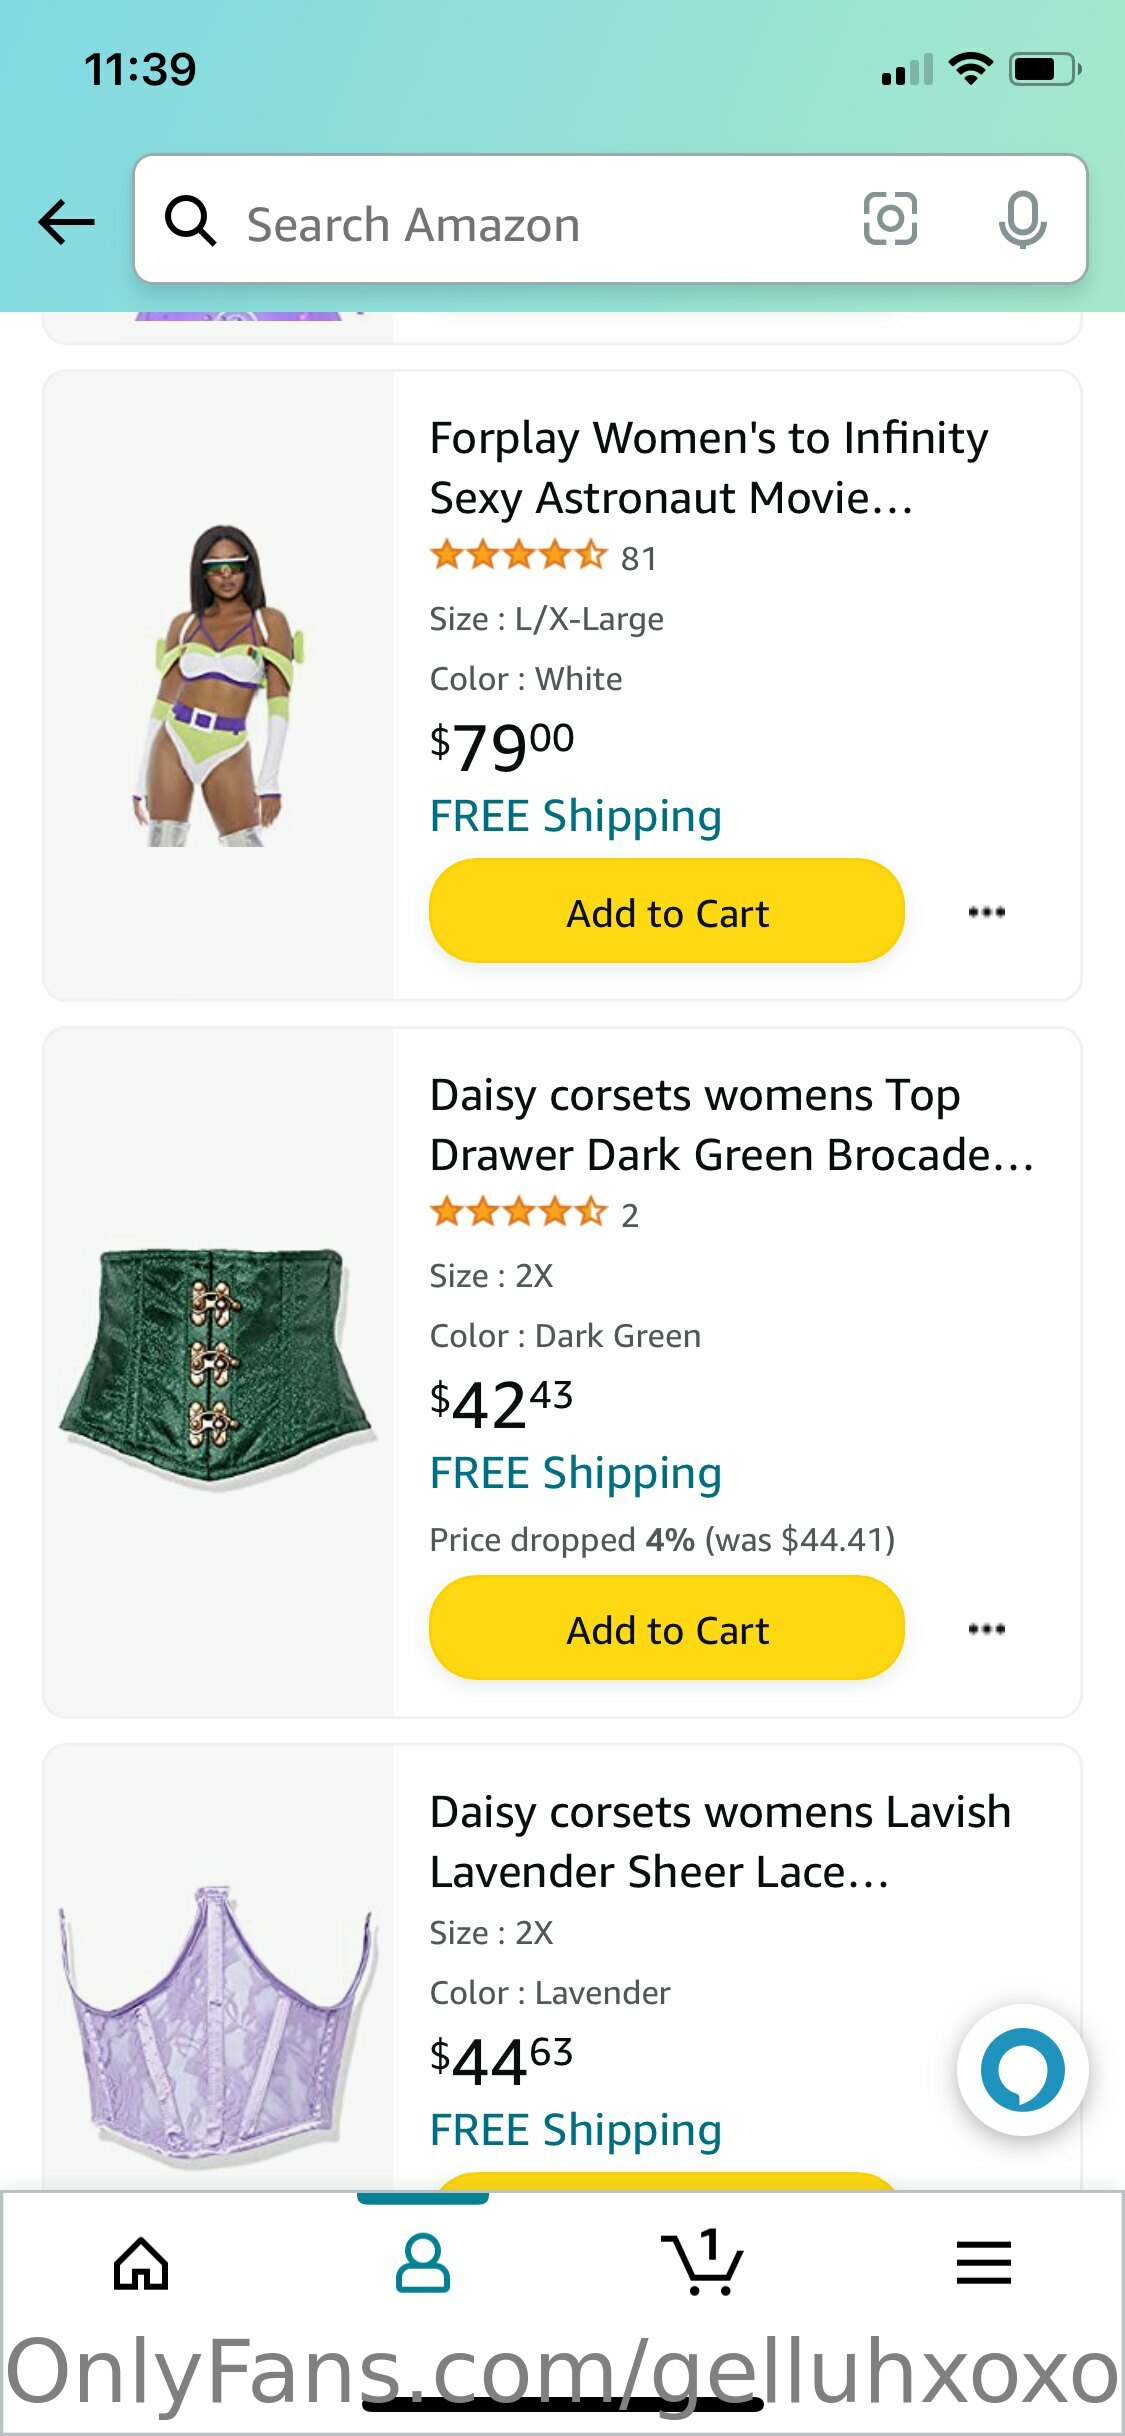 11:39
Search Amazon
Forplay Women's to Infinity
Sexy Astronaut Movie...
81
Size : L/X-Large
Color : White
$79.00
FREE Shipping
Add to Cart
Daisy corsets womens Top
Drawer Dark Green Brocade...
2
Size : 2X
Color : Dark Green
$42.43
FREE Shipping
Price dropped 4% (was $44.41)
Add to Cart
Daisy corsets womens Lavish
Lavender Sheer Lace...
Size : 2X
Color : Lavender
$44.63
FREE Shipping
1
OnlyFans.com/gelluhxoxo